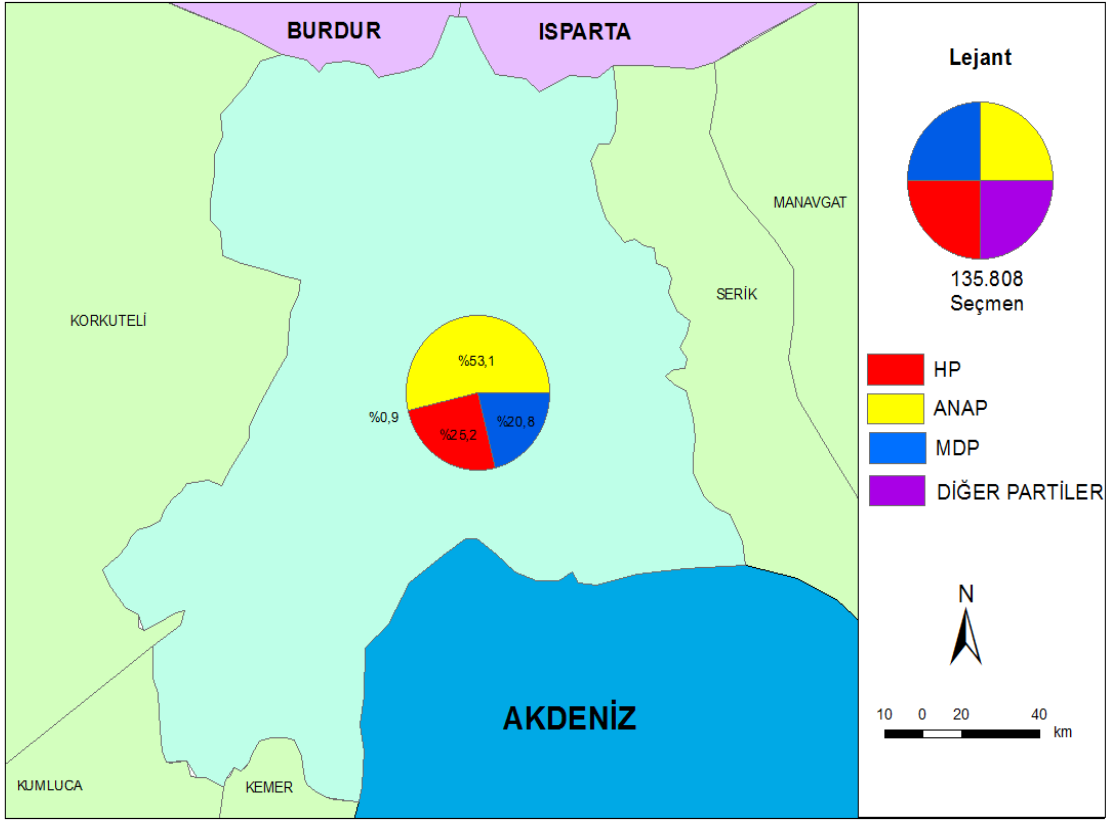 BURDUR
ISPARTA
KORKUTELİ
MANAVGAT
SERİK
%53,1
%0,9
%25,2
%20,8
AKDENİZ
KUMLUCA
KEMER
Lejant
135.808
Seçmen
HP
ANAP
MDP
DİĞER PARTİLER
N
10 0 20 40
km